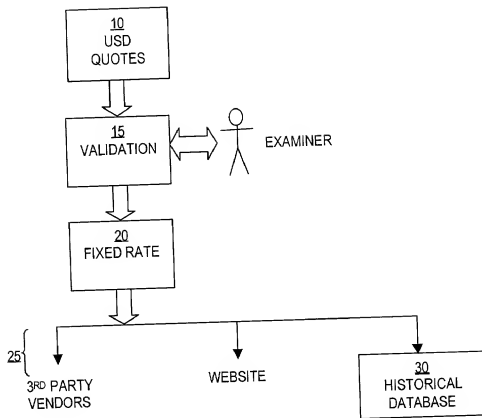 10
USD
QUOTES
15
VALIDATION
EXAMINER
20
FIXED RATE
25
3RD PARTY
VENDORS
WEBSITE
30
HISTORICAL
DATABASE